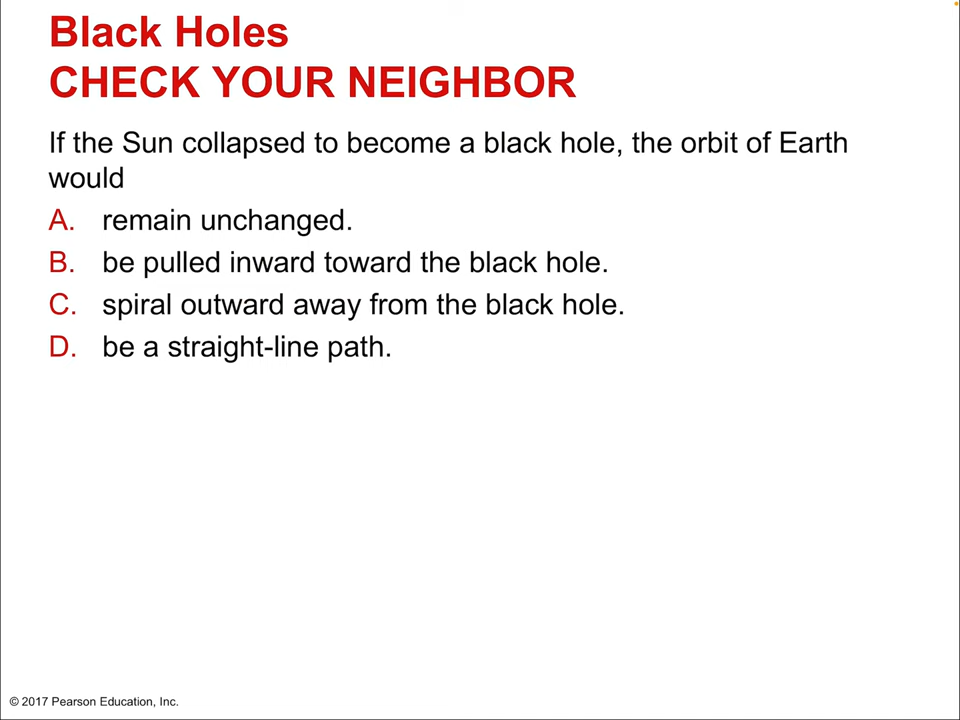 Black Holes
CHECK YOUR NEIGHBOR
If the Sun collapsed to become a black hole, the orbit of Earth
would
A. remain unchanged.
B. be pulled inward toward the black hole.
C. spiral outward away from the black hole.
D. be a straight-line path.
© 2017 Pearson Education, Inc.